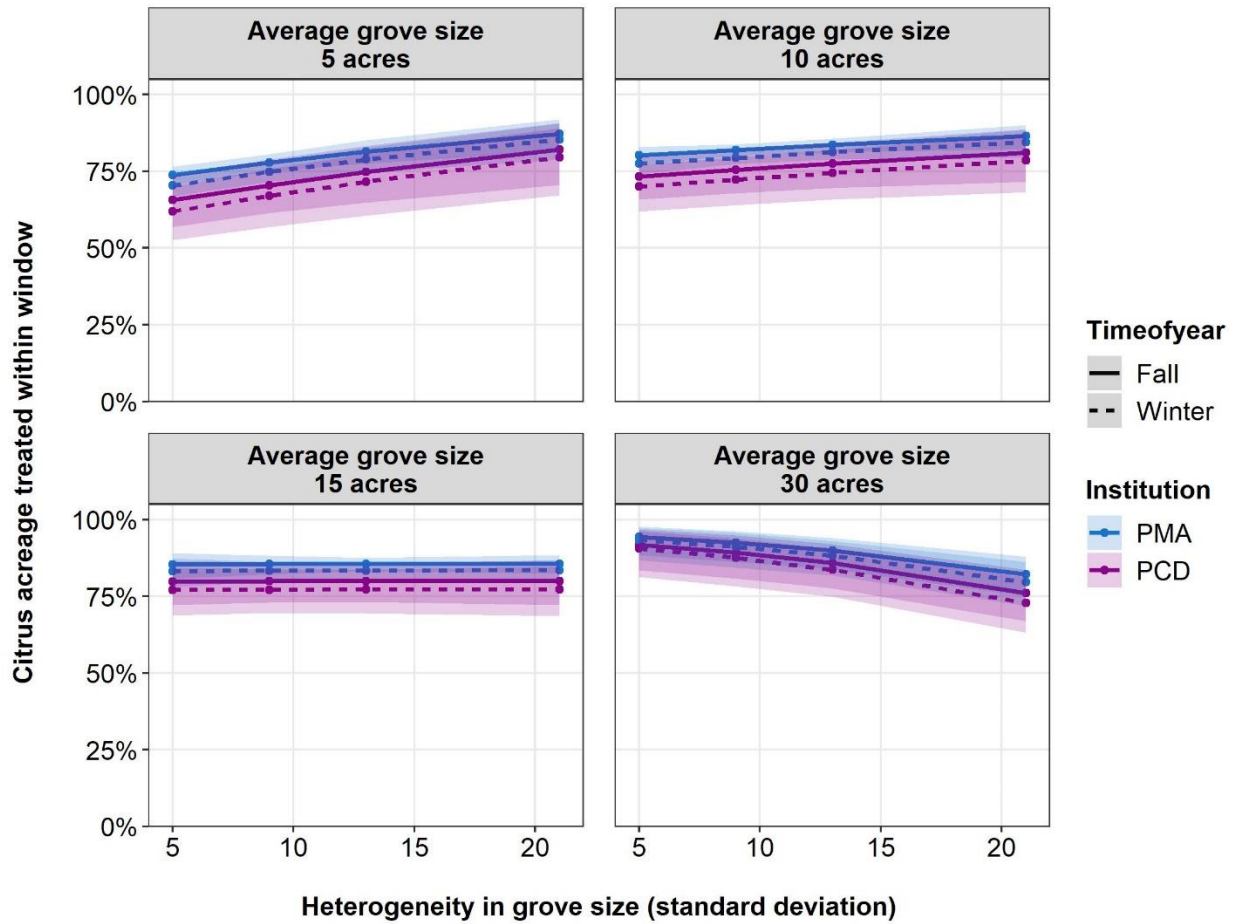 Average grove size
5 acres
Average grove size
10 acres
100%
75%
50%
25%
0%
Average grove size
15 acres
Average grove size
30 acres
100%
75%
50%
25%
0%
5 10 15 20 5 10 15 20
Heterogeneity in grove size (standard deviation)
Citrus acreage treated within window
Timeofyear
Fall
Winter
Institution
PMA
PCD